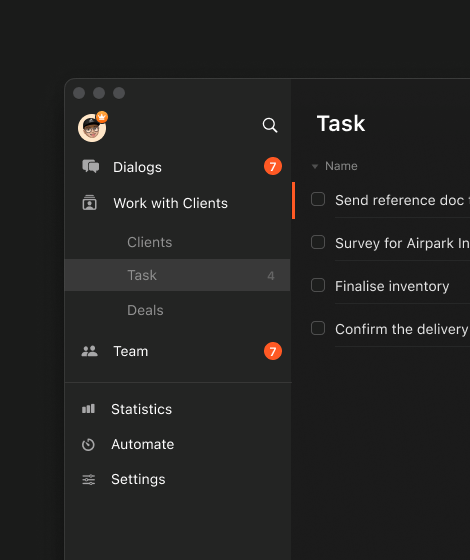 Dialogs 7
Work with Clients
Clients
Task 4
Deals
Team 7
Statistics
Automate
Settings
Task
Name
Send reference doc
Survey for Airpark In
Finalise inventory
Confirm the delivery